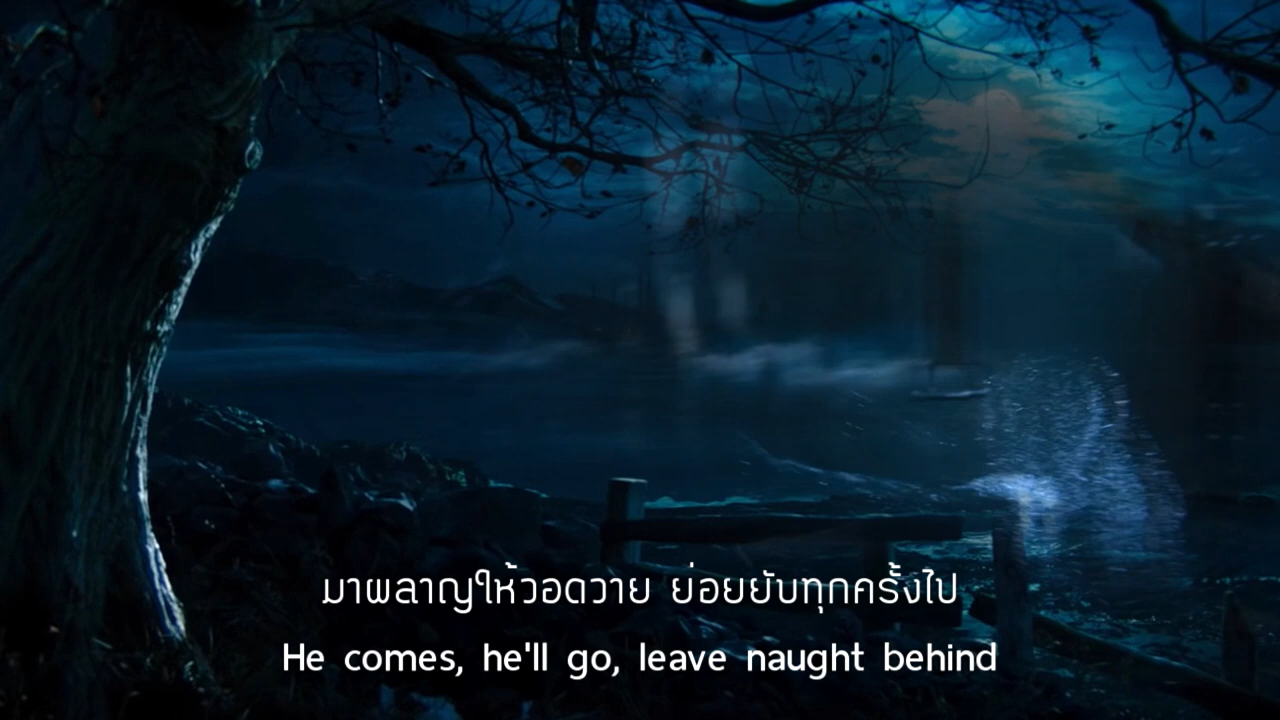 มาผลาญให้วอดวาย ย่อยยับทุกครั้งไป
He comes, he'll go, leave naught behind